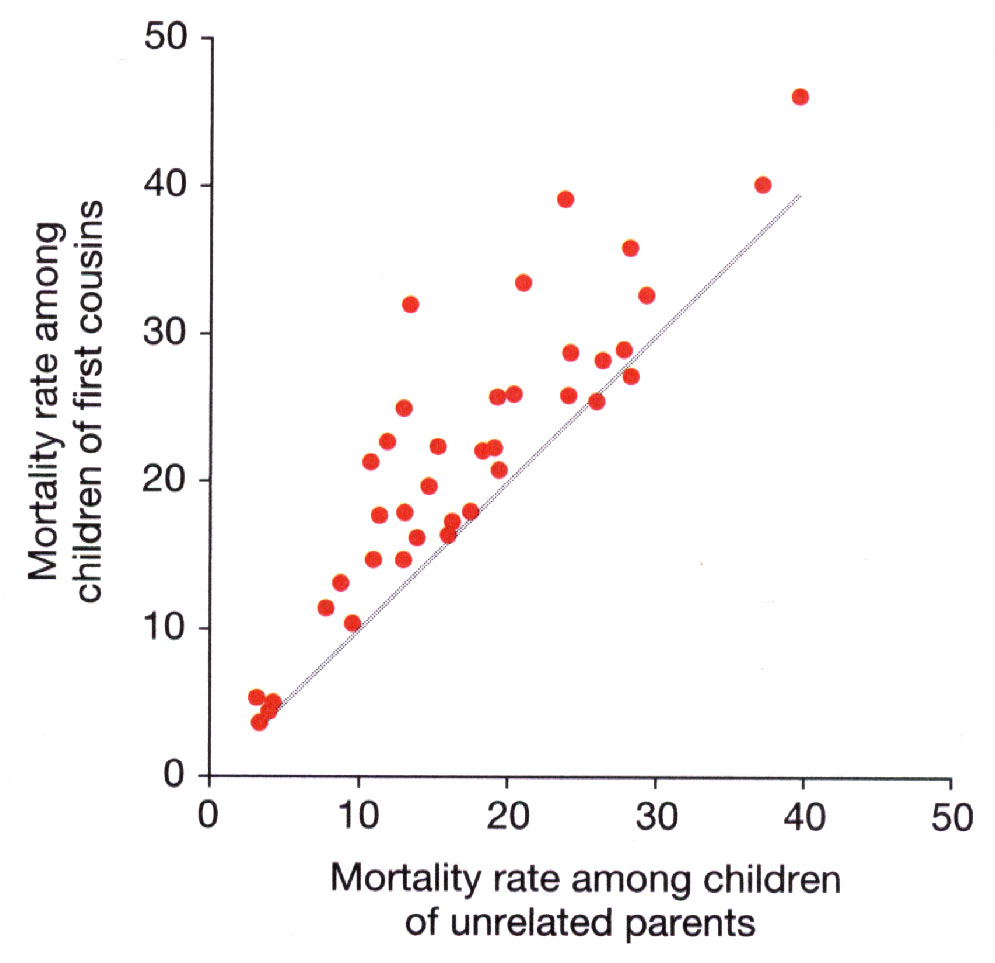 50
40
30
20
10
0
Mortality rate among
children of first cousins
0 10 20 30 40 50
Mortality rate among children
of unrelated parents